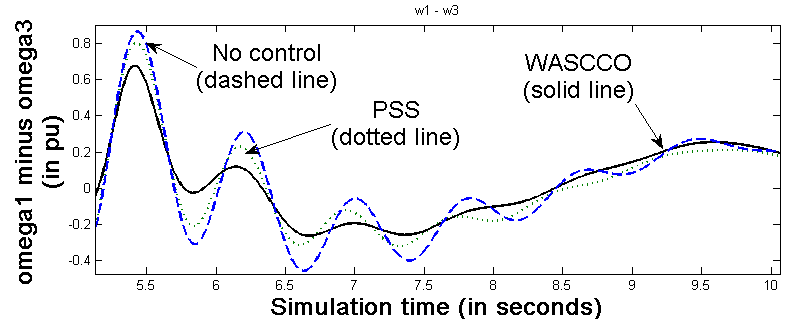 w1 - w3
No control
(dashed line)
PSS
(dotted line)
WASCCO
(solid line)
omega1 minus omega3
(in pu)
0.8
0.6
0.4
0.2
0
-0.2
-0.4
5.5 6 6.5 7 7.5 8 8.5 9 9.5 10
Simulation time (in seconds)